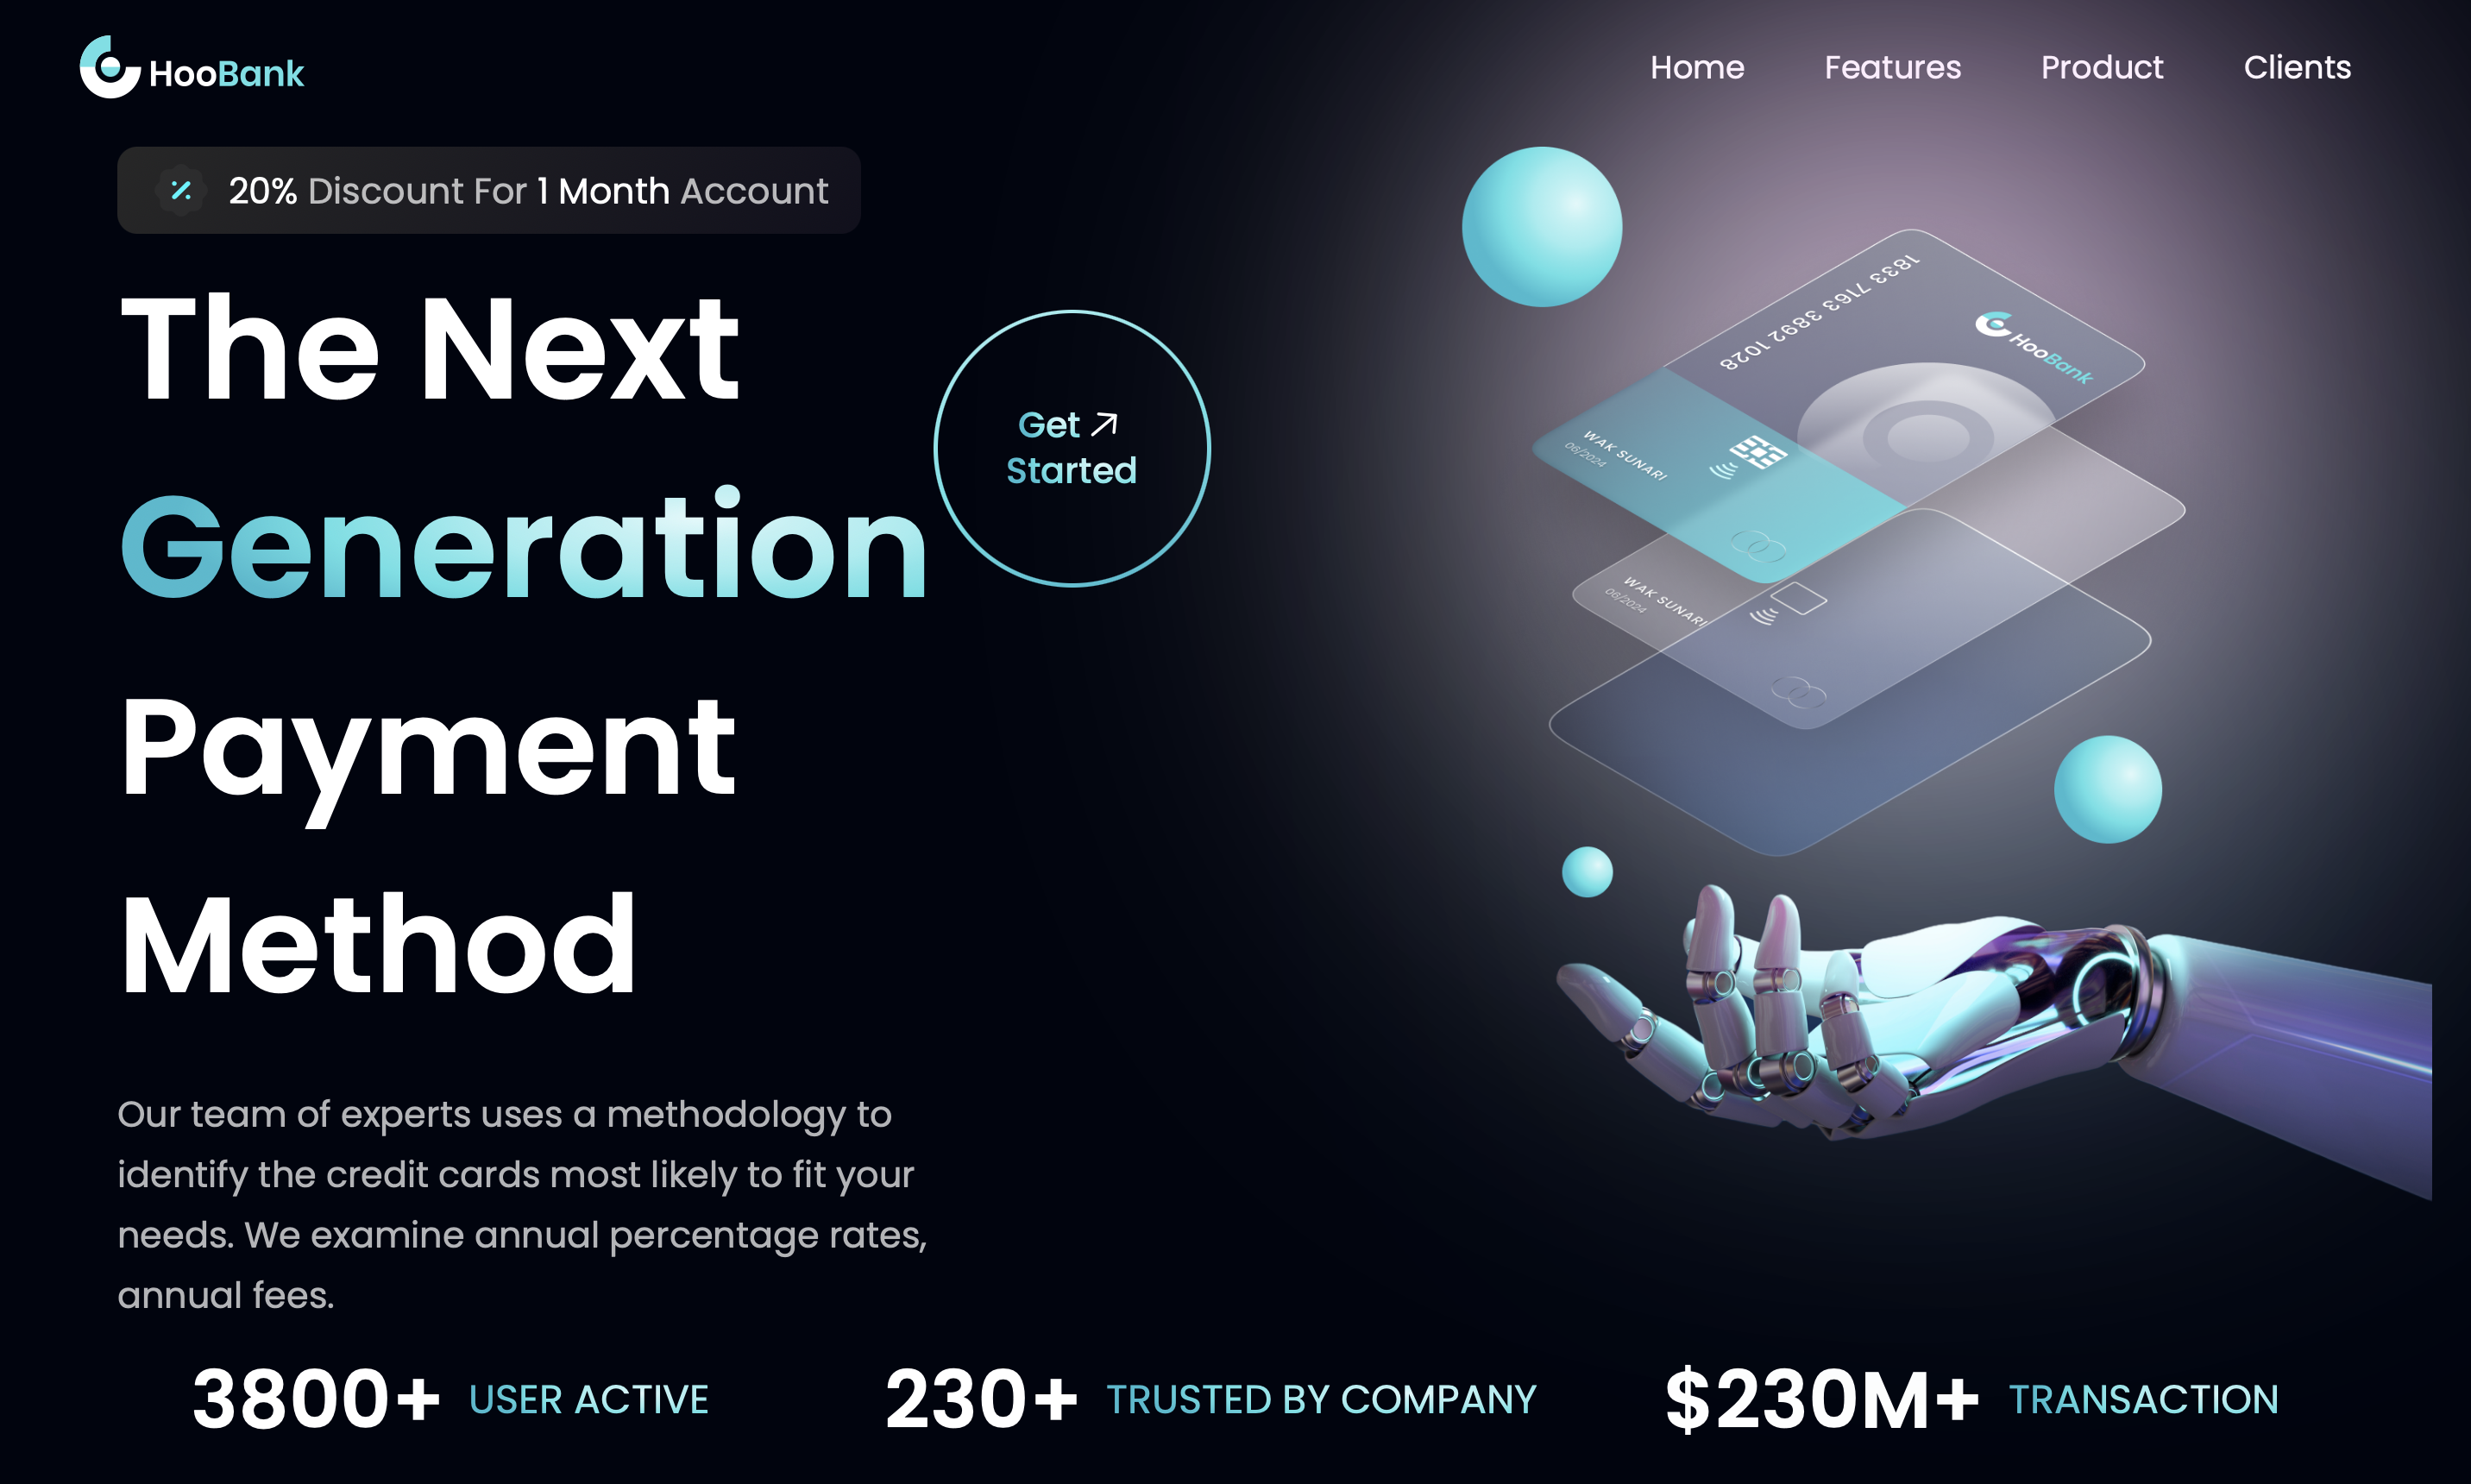 HooBank
Home Features Product Clients
20% Discount For 1 Month Account
The Next
Generation
Payment
Method
Get
Started
Our team of experts uses a methodology to
identify the credit cards most likely to fit your
needs. We examine annual percentage rates,
annual fees.
1833 7163 3892 1028
HooBank
WAK SUNARI
06/2024
WAK SUNARI
06/2024
3800+ USER ACTIVE
230+ TRUSTED BY COMPANY
$230M+ TRANSACTION